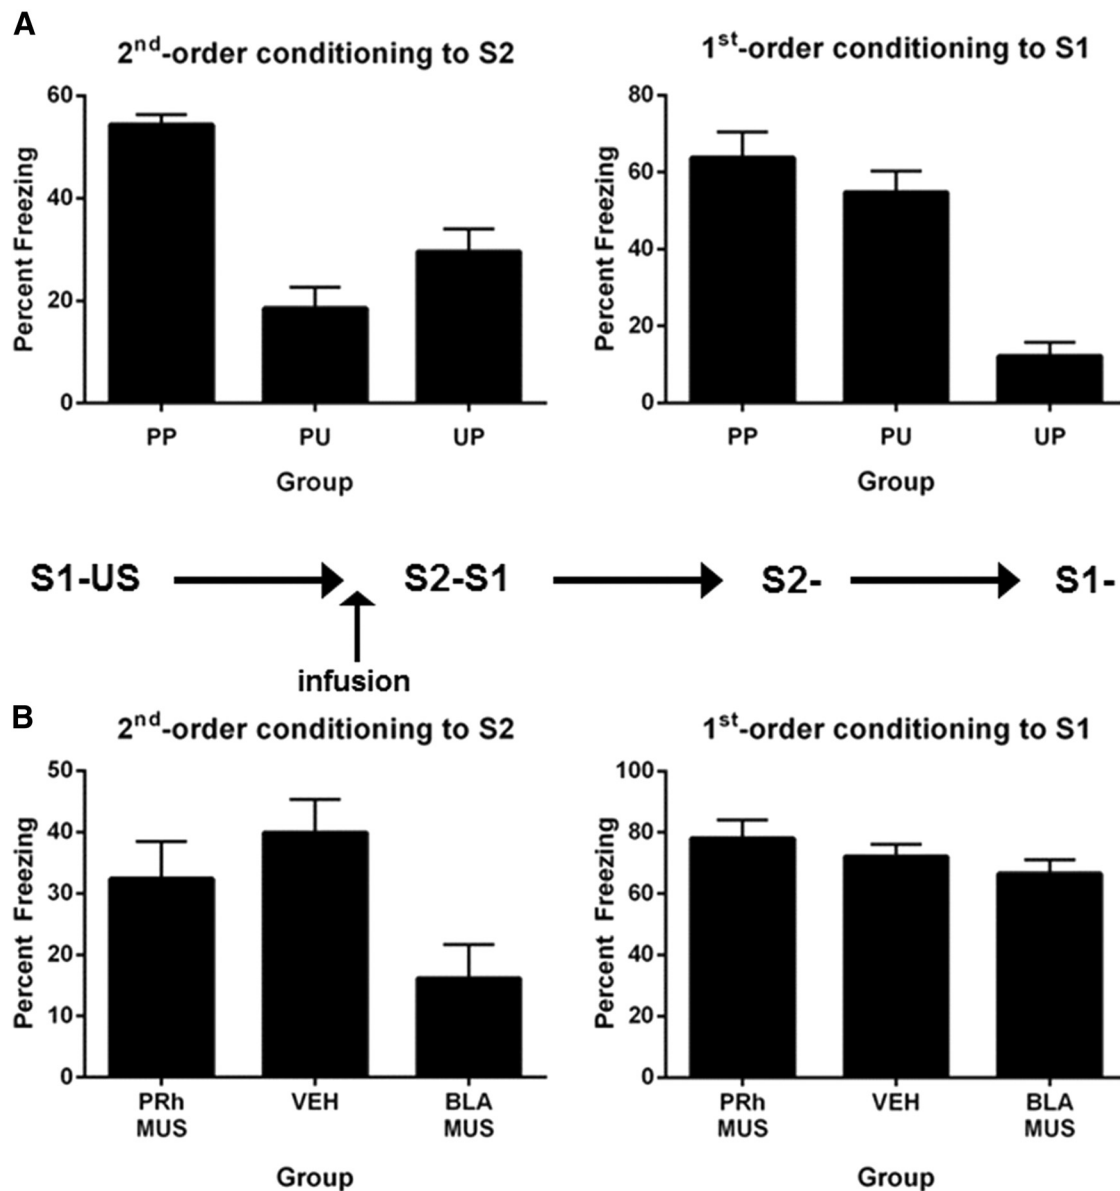 A
2nd-order conditioning to S2
60
40
20
0
Percent Freezing
PP PU UP
Group
1st-order conditioning to S1
80
60
40
20
0
Percent Freezing
PP PU UP
Group
S1-US S2-S1 S2- S1-
infusion
B
2nd-order conditioning to S2
50
40
30
20
10
0
Percent Freezing
PRh VEH BLA
MUS MUS
Group
1st-order conditioning to S1
100
80
60
40
20
0
Percent Freezing
PRh VEH BLA
MUS MUS
Group